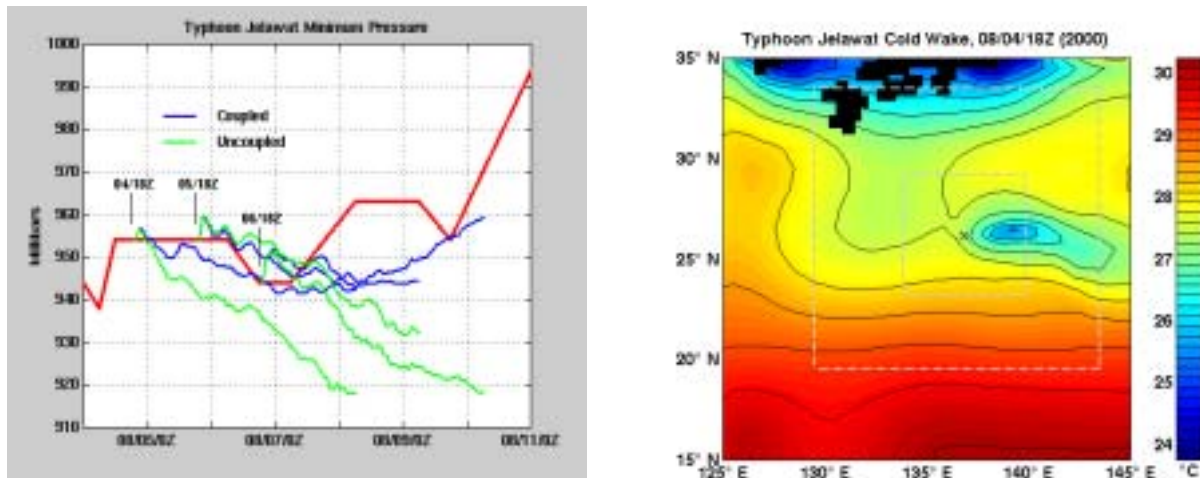 Typhoon Jelawat Minimum Pressure
1000
990
980
970
960
950
940
930
920
910
Millibars
Coupled
Uncoupled
04/18Z
05/18Z
06/18Z
08/05/0Z
08/07/0Z
08/09/0Z
08/11/0Z
Typhoon Jelawat Cold Wake, 08/04/18Z (2000)
35° N
30° N
25° N
20° N
15° N
125° E
130° E
135° E
140° E
145° E
×
30
29
28
27
26
25
24
°C